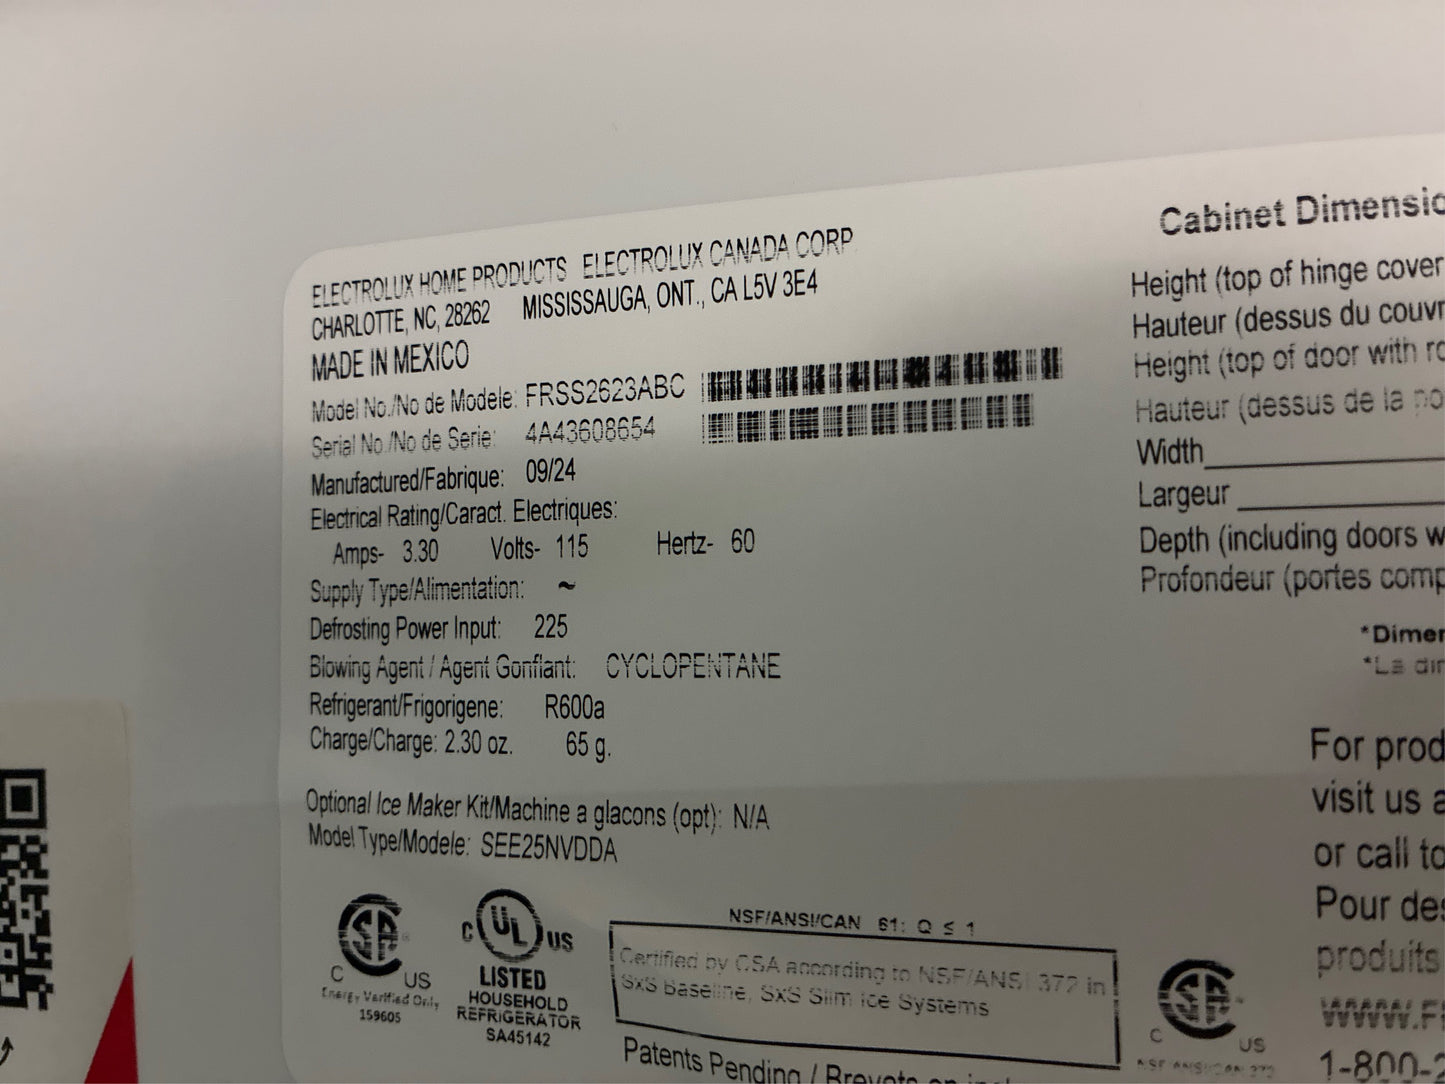 ELECTROLUX HOME PRODUCTS ELECTROLUX CANADA CORP
CHARLOTTE, NC, 28262 MISSISSAUGA, ONT., CA L5V 3E4
MADE IN MEXICO
Model No./No de Modele: FRSS2623ABC
Serial No./No de Serie: 4A43608654
Manufactured/Fabrique: 09/24
Electrical Rating/Caract. Electriques:
Amps- 3.30 Volts- 115 Hertz- 60
Supply Type/Alimentation: ~
Defrosting Power Input: 225
Blowing Agent / Agent Gonflant: CYCLOPENTANE
Refrigerant/Frigorigene: R600a
Charge/Charge: 2.30 oz. 65 g.
Optional Ice Maker Kit/Machine a glacons (opt): N/A
Model Type/Modele: SEE25NVDDA
C US
Energy Verified Only
159605
C UL US
LISTED
HOUSEHOLD
REFRIGERATOR
SA45142
NSF/ANSI/CAN 61: Q ≤ 1
Certified by CSA according to NSF/ANSI 372 in
SxS Baseline, SxS Slim Ice Systems
Patents Pending / Brevets en
Cabinet
Height (top of hinge cover
Hauteur (dessus du
Height (top of door with
Hauteur (dessus de la
Width
Largeur
Depth (including doors
Profondeur (portes
For
visit us
or call
Pour
produits
1-800-
C US